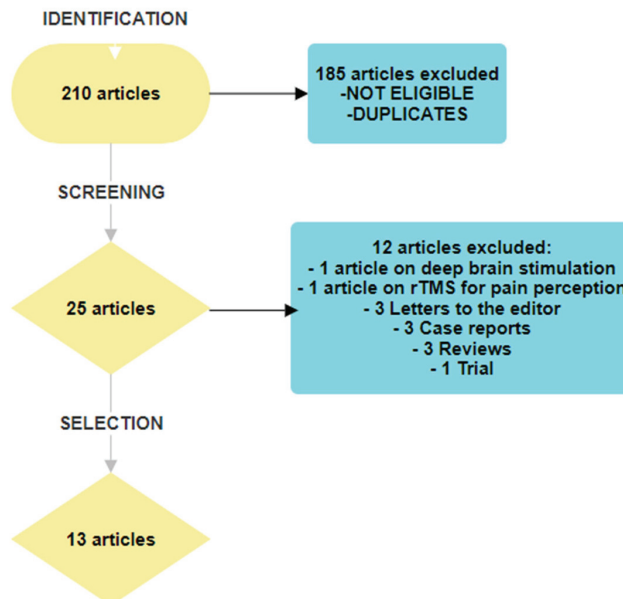 IDENTIFICATION
210 articles
185 articles excluded
-NOT ELIGIBLE
-DUPLICATES
SCREENING
25 articles
12 articles excluded:
- 1 article on deep brain stimulation
- 1 article on rTMS for pain perception
- 3 Letters to the editor
- 3 Case reports
- 3 Reviews
- 1 Trial
SELECTION
13 articles